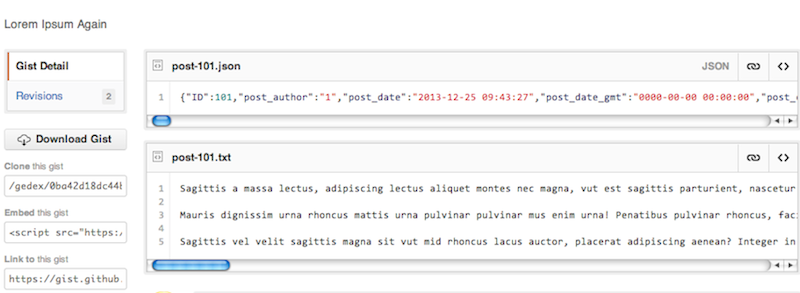 Lorem Ipsum Again
Gist Detail
Revisions 2
Download Gist
Clone this gist
/gedex/0ba42d18dc44
Embed this gist
<script src="https:/
Link to this gist
https://gist.github.
post-101.json JSON
1 {"ID":101,"post_author":"1","post_date":"2013-12-25 09:43:27","post_date_gmt":"0000-00-00 00:00:00","post_
post-101.txt
1 Sagittis a massa lectus, adipiscing lectus aliquet montes nec magna, vut est sagittis parturient, nascetur
2
3 Mauris dignissim urna rhoncus mattis urna pulvinar pulvinar mus enim urna! Penatibus pulvinar rhoncus, fac
4
5 Sagittis vel velit sagittis magna sit vut mid rhoncus lacus auctor, placerat adipiscing aenean? Integer in